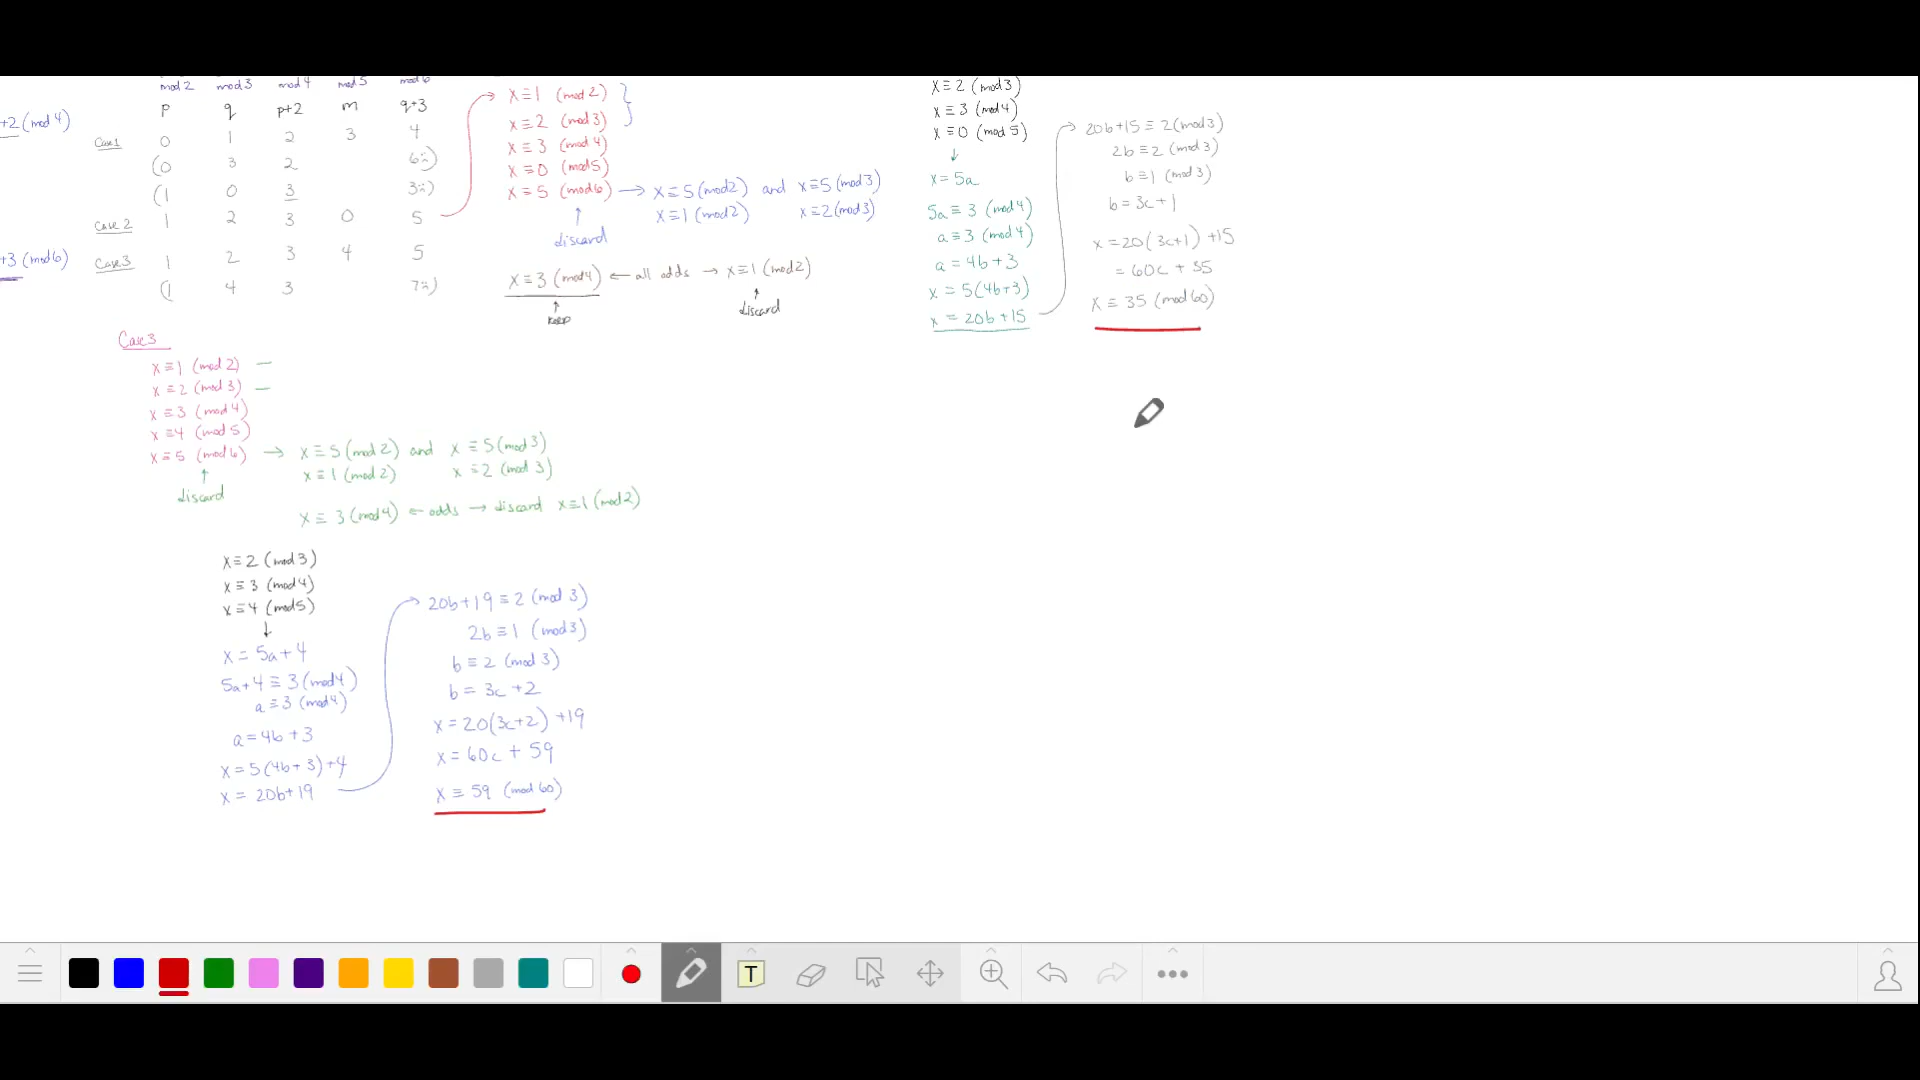 mod 2 mod 3 mod 4 mod 5 mod 6
p q p+2 m q+3
+2 (mod 4)
Case 1 0 1 2 3 4
(0 3 2 6 :)
(1 0 3 3 :)
Case 2 1 2 3 0 5
+3 (mod 6)
Case 3 1 2 3 4 5
(1 4 3 7 :)
x ≡ 1 (mod 2)
x ≡ 2 (mod 3)
x ≡ 3 (mod 4)
x ≡ 0 (mod 5)
x ≡ 5 (mod 6) → x ≡ 5 (mod 2) and x ≡ 5 (mod 3)
x ≡ 1 (mod 2) x ≡ 2 (mod 3)
↑
discard
x ≡ 3 (mod 4) ← all odds → x ≡ 1 (mod 2)
↑ ↑
keep discard
x ≡ 2 (mod 3)
x ≡ 3 (mod 4)
x ≡ 0 (mod 5)
↓
x = 5a
5a ≡ 3 (mod 4)
a ≡ 3 (mod 4)
a = 4b + 3
x = 5(4b+3)
x = 20b + 15
20b + 15 ≡ 2 (mod 3)
2b ≡ 2 (mod 3)
b ≡ 1 (mod 3)
b = 3c + 1
x = 20(3c+1) + 15
= 60c + 35
x ≡ 35 (mod 60)
Case 3
x ≡ 1 (mod 2) —
x ≡ 2 (mod 3) —
x ≡ 3 (mod 4)
x ≡ 4 (mod 5)
x ≡ 5 (mod 6) → x ≡ 5 (mod 2) and x ≡ 5 (mod 3)
x ≡ 1 (mod 2) x ≡ 2 (mod 3)
↑
discard
x ≡ 3 (mod 4) ← odds → discard x ≡ 1 (mod 2)
x ≡ 2 (mod 3)
x ≡ 3 (mod 4)
x ≡ 4 (mod 5)
↓
x = 5a + 4
5a + 4 ≡ 3 (mod 4)
a ≡ 3 (mod 4)
a = 4b + 3
x = 5(4b + 3) + 4
x = 20b + 19
20b + 19 ≡ 2 (mod 3)
2b ≡ 1 (mod 3)
b ≡ 2 (mod 3)
b = 3c + 2
x = 20(3c+2) + 19
x = 60c + 59
x ≡ 59 (mod 60)
T